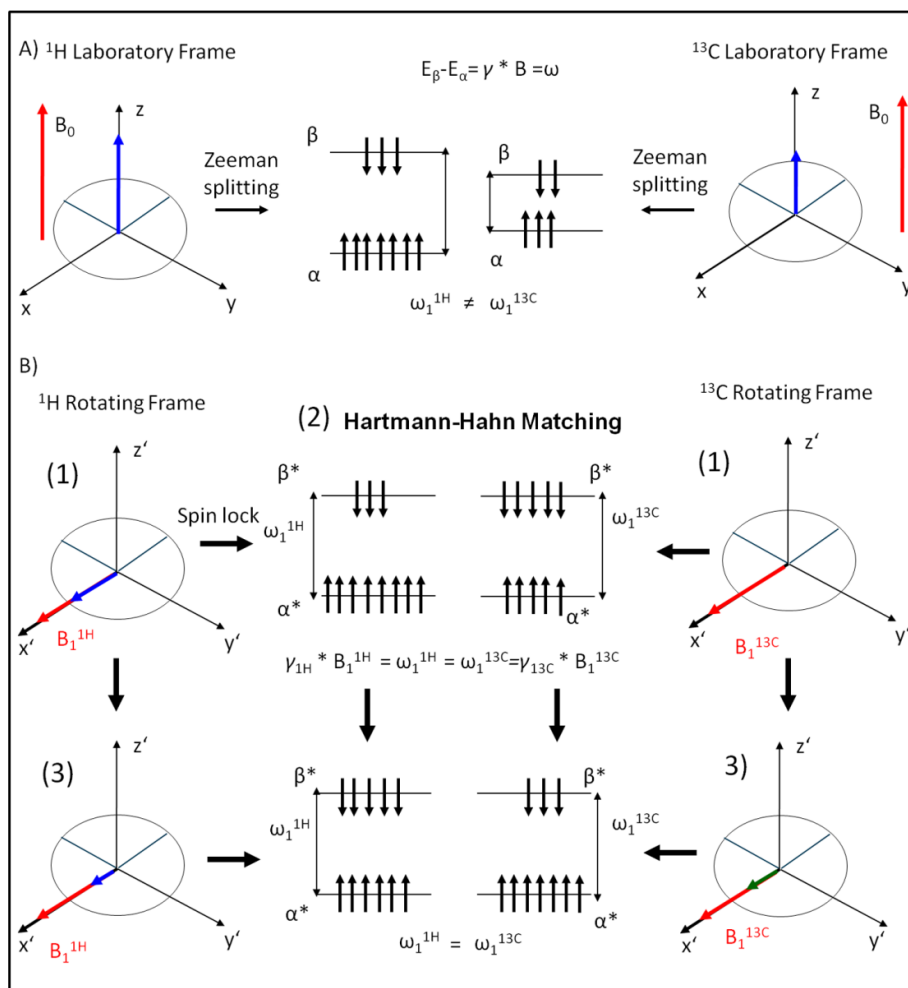 A)
¹H Laboratory Frame
¹³C Laboratory Frame
E_β-E_α= γ * B =ω
B₀
z
β
β
z
B₀
Zeeman
splitting
Zeeman
splitting
α
α
x
y
x
y
ω₁¹ᴴ ≠ ω₁¹³ᶜ
B)
¹H Rotating Frame
(2) Hartmann-Hahn Matching
¹³C Rotating Frame
(1)
z‘
β*
β*
(1)
z‘
Spin lock
ω₁¹ᴴ
ω₁¹³ᶜ
α*
α*
x‘
B₁¹ᴴ
y‘
x‘
B₁¹³ᶜ
y‘
γ₁H * B₁¹ᴴ = ω₁¹ᴴ = ω₁¹³ᶜ=γ₁₃C * B₁¹³ᶜ
(3)
z‘
β*
β*
z‘
3)
ω₁¹ᴴ
ω₁¹³ᶜ
α*
α*
x‘
B₁¹ᴴ
y‘
x‘
B₁¹³ᶜ
y‘
ω₁¹ᴴ = ω₁¹³ᶜ